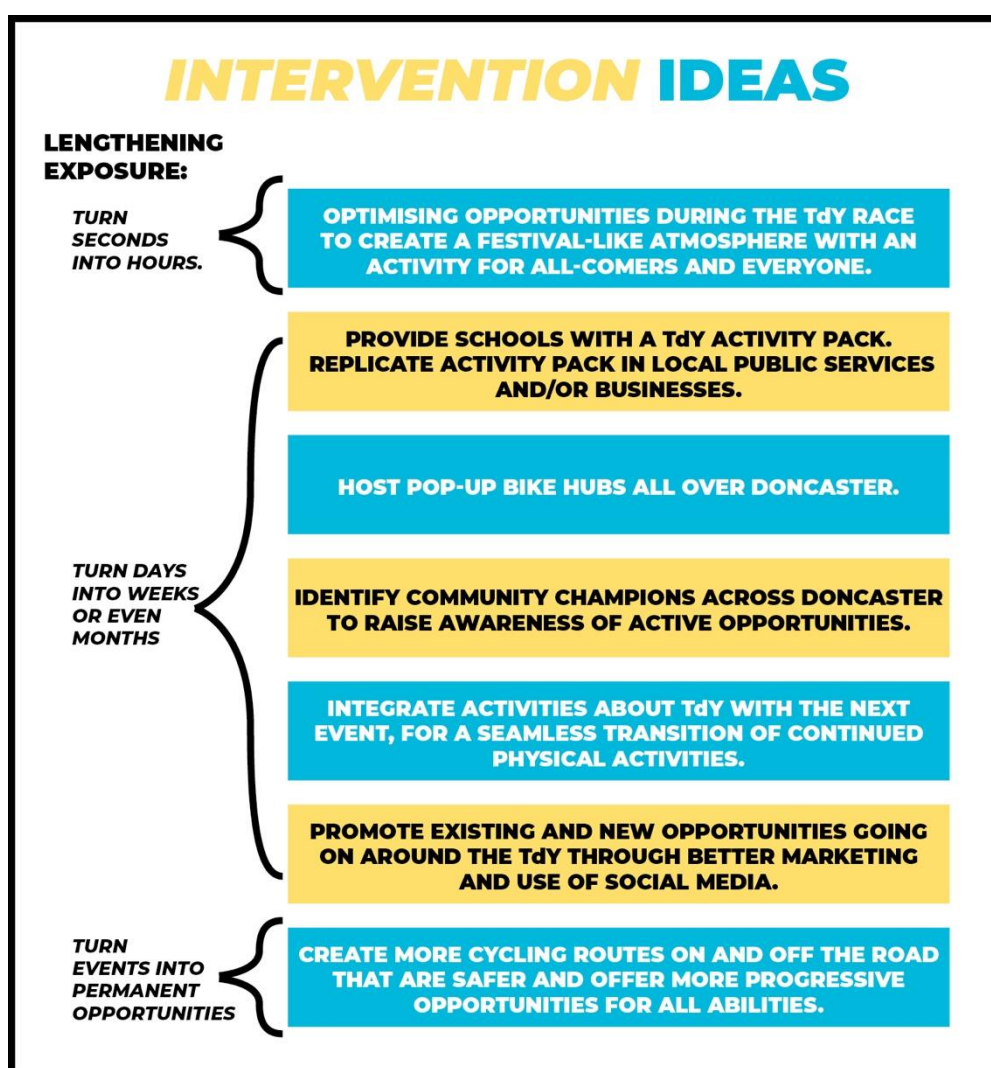 INTERVENTION IDEAS
LENGTHENING
EXPOSURE:
TURN
SECONDS
INTO HOURS.
OPTIMISING OPPORTUNITIES DURING THE TdY RACE
TO CREATE A FESTIVAL-LIKE ATMOSPHERE WITH AN
ACTIVITY FOR ALL-COMERS AND EVERYONE.
TURN DAYS
INTO WEEKS
OR EVEN
MONTHS
PROVIDE SCHOOLS WITH A TdY ACTIVITY PACK.
REPLICATE ACTIVITY PACK IN LOCAL PUBLIC SERVICES
AND/OR BUSINESSES.
HOST POP-UP BIKE HUBS ALL OVER DONCASTER.
IDENTIFY COMMUNITY CHAMPIONS ACROSS DONCASTER
TO RAISE AWARENESS OF ACTIVE OPPORTUNITIES.
INTEGRATE ACTIVITIES ABOUT TdY WITH THE NEXT
EVENT, FOR A SEAMLESS TRANSITION OF CONTINUED
PHYSICAL ACTIVITIES.
PROMOTE EXISTING AND NEW OPPORTUNITIES GOING
ON AROUND THE TdY THROUGH BETTER MARKETING
AND USE OF SOCIAL MEDIA.
TURN
EVENTS INTO
PERMANENT
OPPORTUNITIES
CREATE MORE CYCLING ROUTES ON AND OFF THE ROAD
THAT ARE SAFER AND OFFER MORE PROGRESSIVE
OPPORTUNITIES FOR ALL ABILITIES.